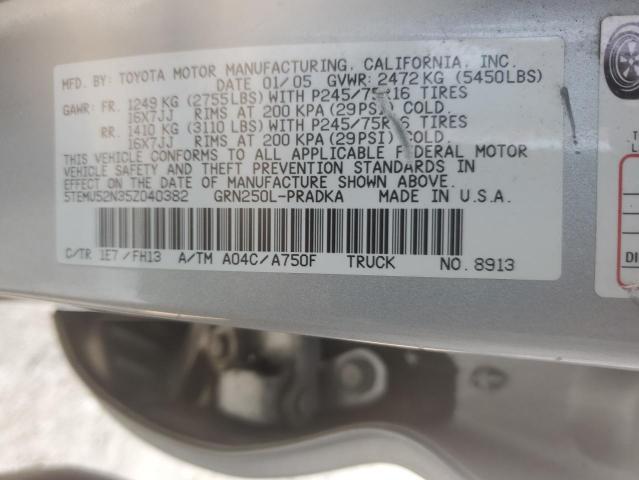 MFD. BY: TOYOTA MOTOR MANUFACTURING, CALIFORNIA, INC.
DATE 01/05 GVWR: 2472 KG (5450LBS)
GAWR: FR. 1249 KG (2755LBS) WITH P245/75R16 TIRES
16X7JJ RIMS AT 200 KPA (29PSI) COLD.
RR. 1410 KG (3110LBS) WITH P245/75R16 TIRES
16X7JJ RIMS AT 200 KPA (29PSI) COLD.
THIS VEHICLE CONFORMS TO ALL APPLICABLE FEDERAL MOTOR
VEHICLE SAFETY AND THEFT PREVENTION STANDARDS IN
EFFECT ON THE DATE OF MANUFACTURE SHOWN ABOVE.
5TEMU52N35Z040382 GRN250L-PRADKA MADE IN U.S.A.
C/TR 1E7/FH13 A/TM A04C/A750F TRUCK NO. 8913